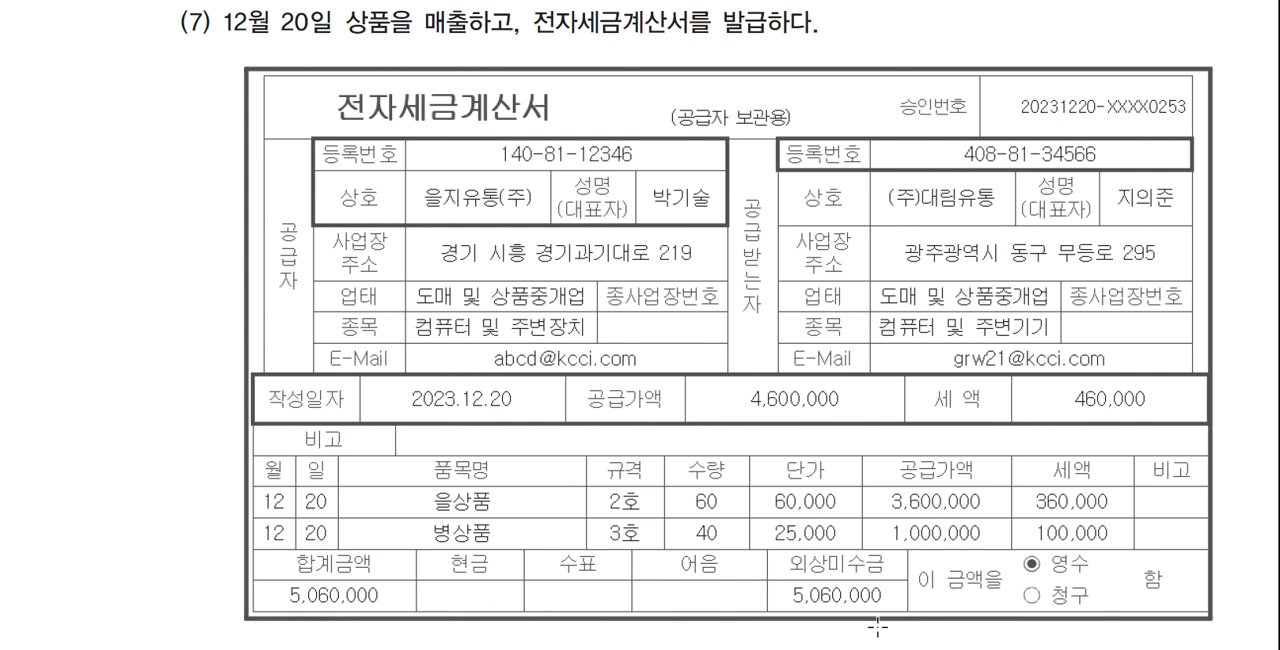 (7) 12월 20일 상품을 매출하고, 전자세금계산서를 발급하다.
전자세금계산서 (공급자 보관용) 승인번호 20231220-XXXX0253
공급자 등록번호 140-81-12346 공급받는자 등록번호 408-81-34566
상호 을지유통(주) 성명(대표자) 박기술 상호 (주)대림유통 성명(대표자) 지의준
사업장주소 경기 시흥 경기과기대로 219 사업장주소 광주광역시 동구 무등로 295
업태 도매 및 상품중개업 종사업장번호 업태 도매 및 상품중개업 종사업장번호
종목 컴퓨터 및 주변장치 종목 컴퓨터 및 주변기기
E-Mail abcd@kcci.com E-Mail grw21@kcci.com
작성일자 2023.12.20 공급가액 4,600,000 세 액 460,000
비고
월 일 품목명 규격 수량 단가 공급가액 세액 비고
12 20 을상품 2호 60 60,000 3,600,000 360,000
12 20 병상품 3호 40 25,000 1,000,000 100,000
합계금액 현금 수표 어음 외상미수금 이 금액을 영수 함
5,060,000 5,060,000 청구